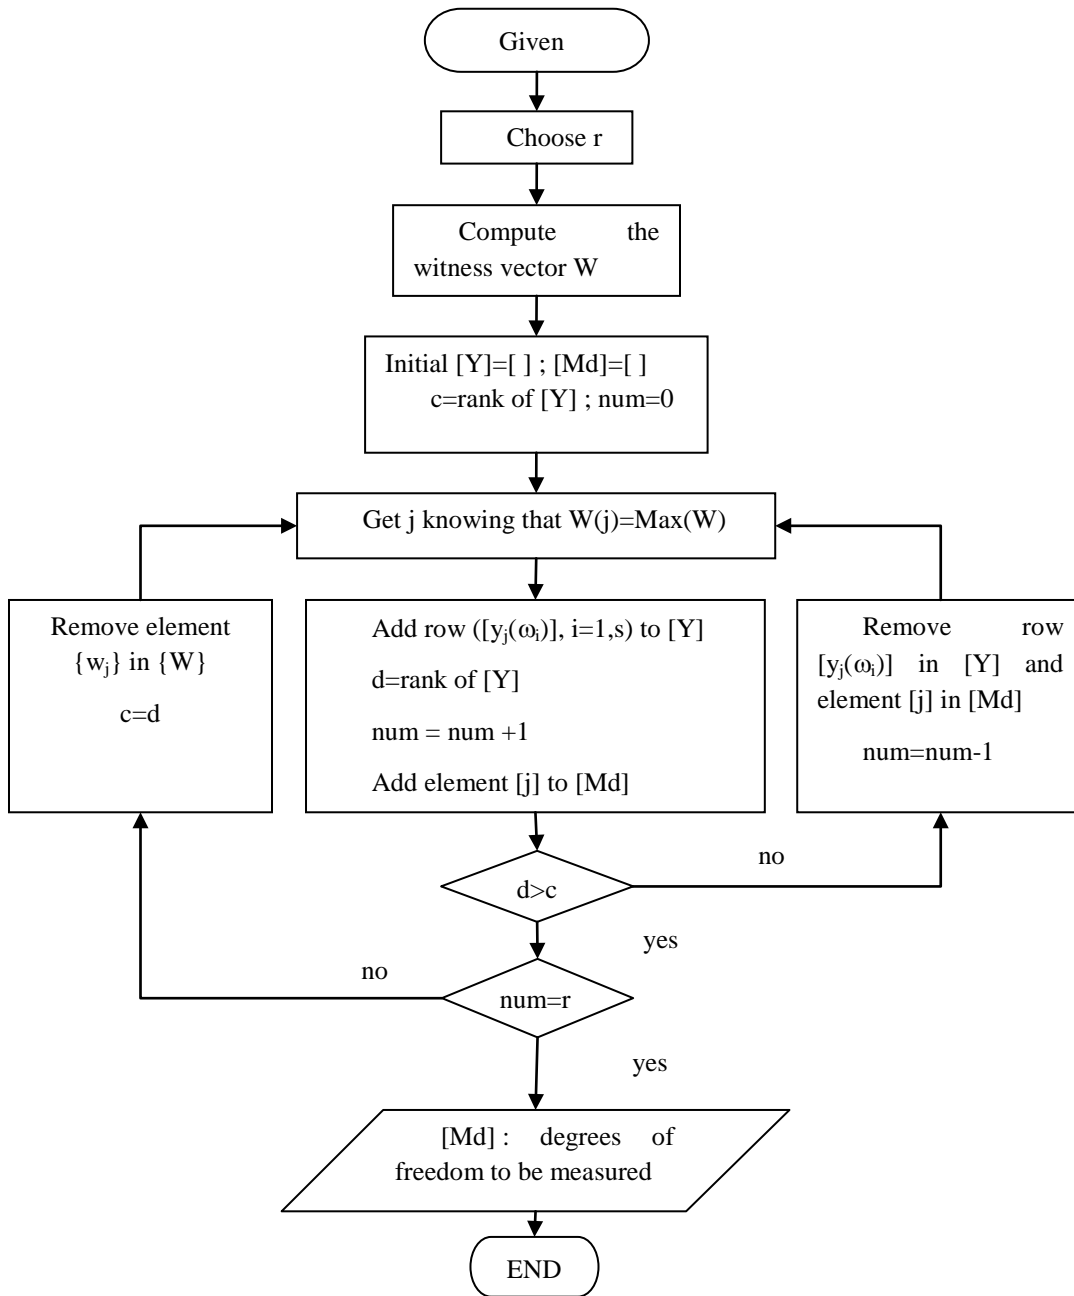 Given
Choose r
Compute the
witness vector W
Initial [Y]=[ ] ; [Md]=[ ]
c=rank of [Y] ; num=0
Get j knowing that W(j)=Max(W)
Remove element
{wⱼ} in {W}
c=d
Add row ([yⱼ(ωᵢ)], i=1,s) to [Y]
d=rank of [Y]
num = num +1
Add element [j] to [Md]
Remove row
[yⱼ(ωᵢ)] in [Y] and
element [j] in [Md]
num=num-1
d>c
no
yes
num=r
no
yes
[Md] : degrees of
freedom to be measured
END